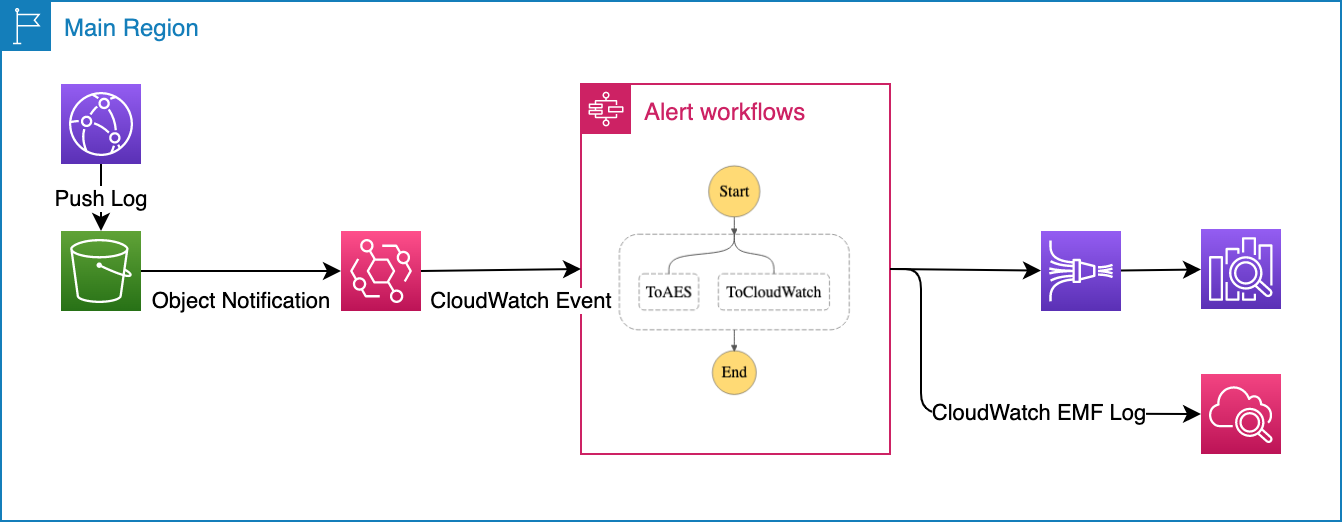 Main Region
Push Log
Object Notification
CloudWatch Event
Alert workflows
Start
ToAES
ToCloudWatch
End
CloudWatch EMF Log